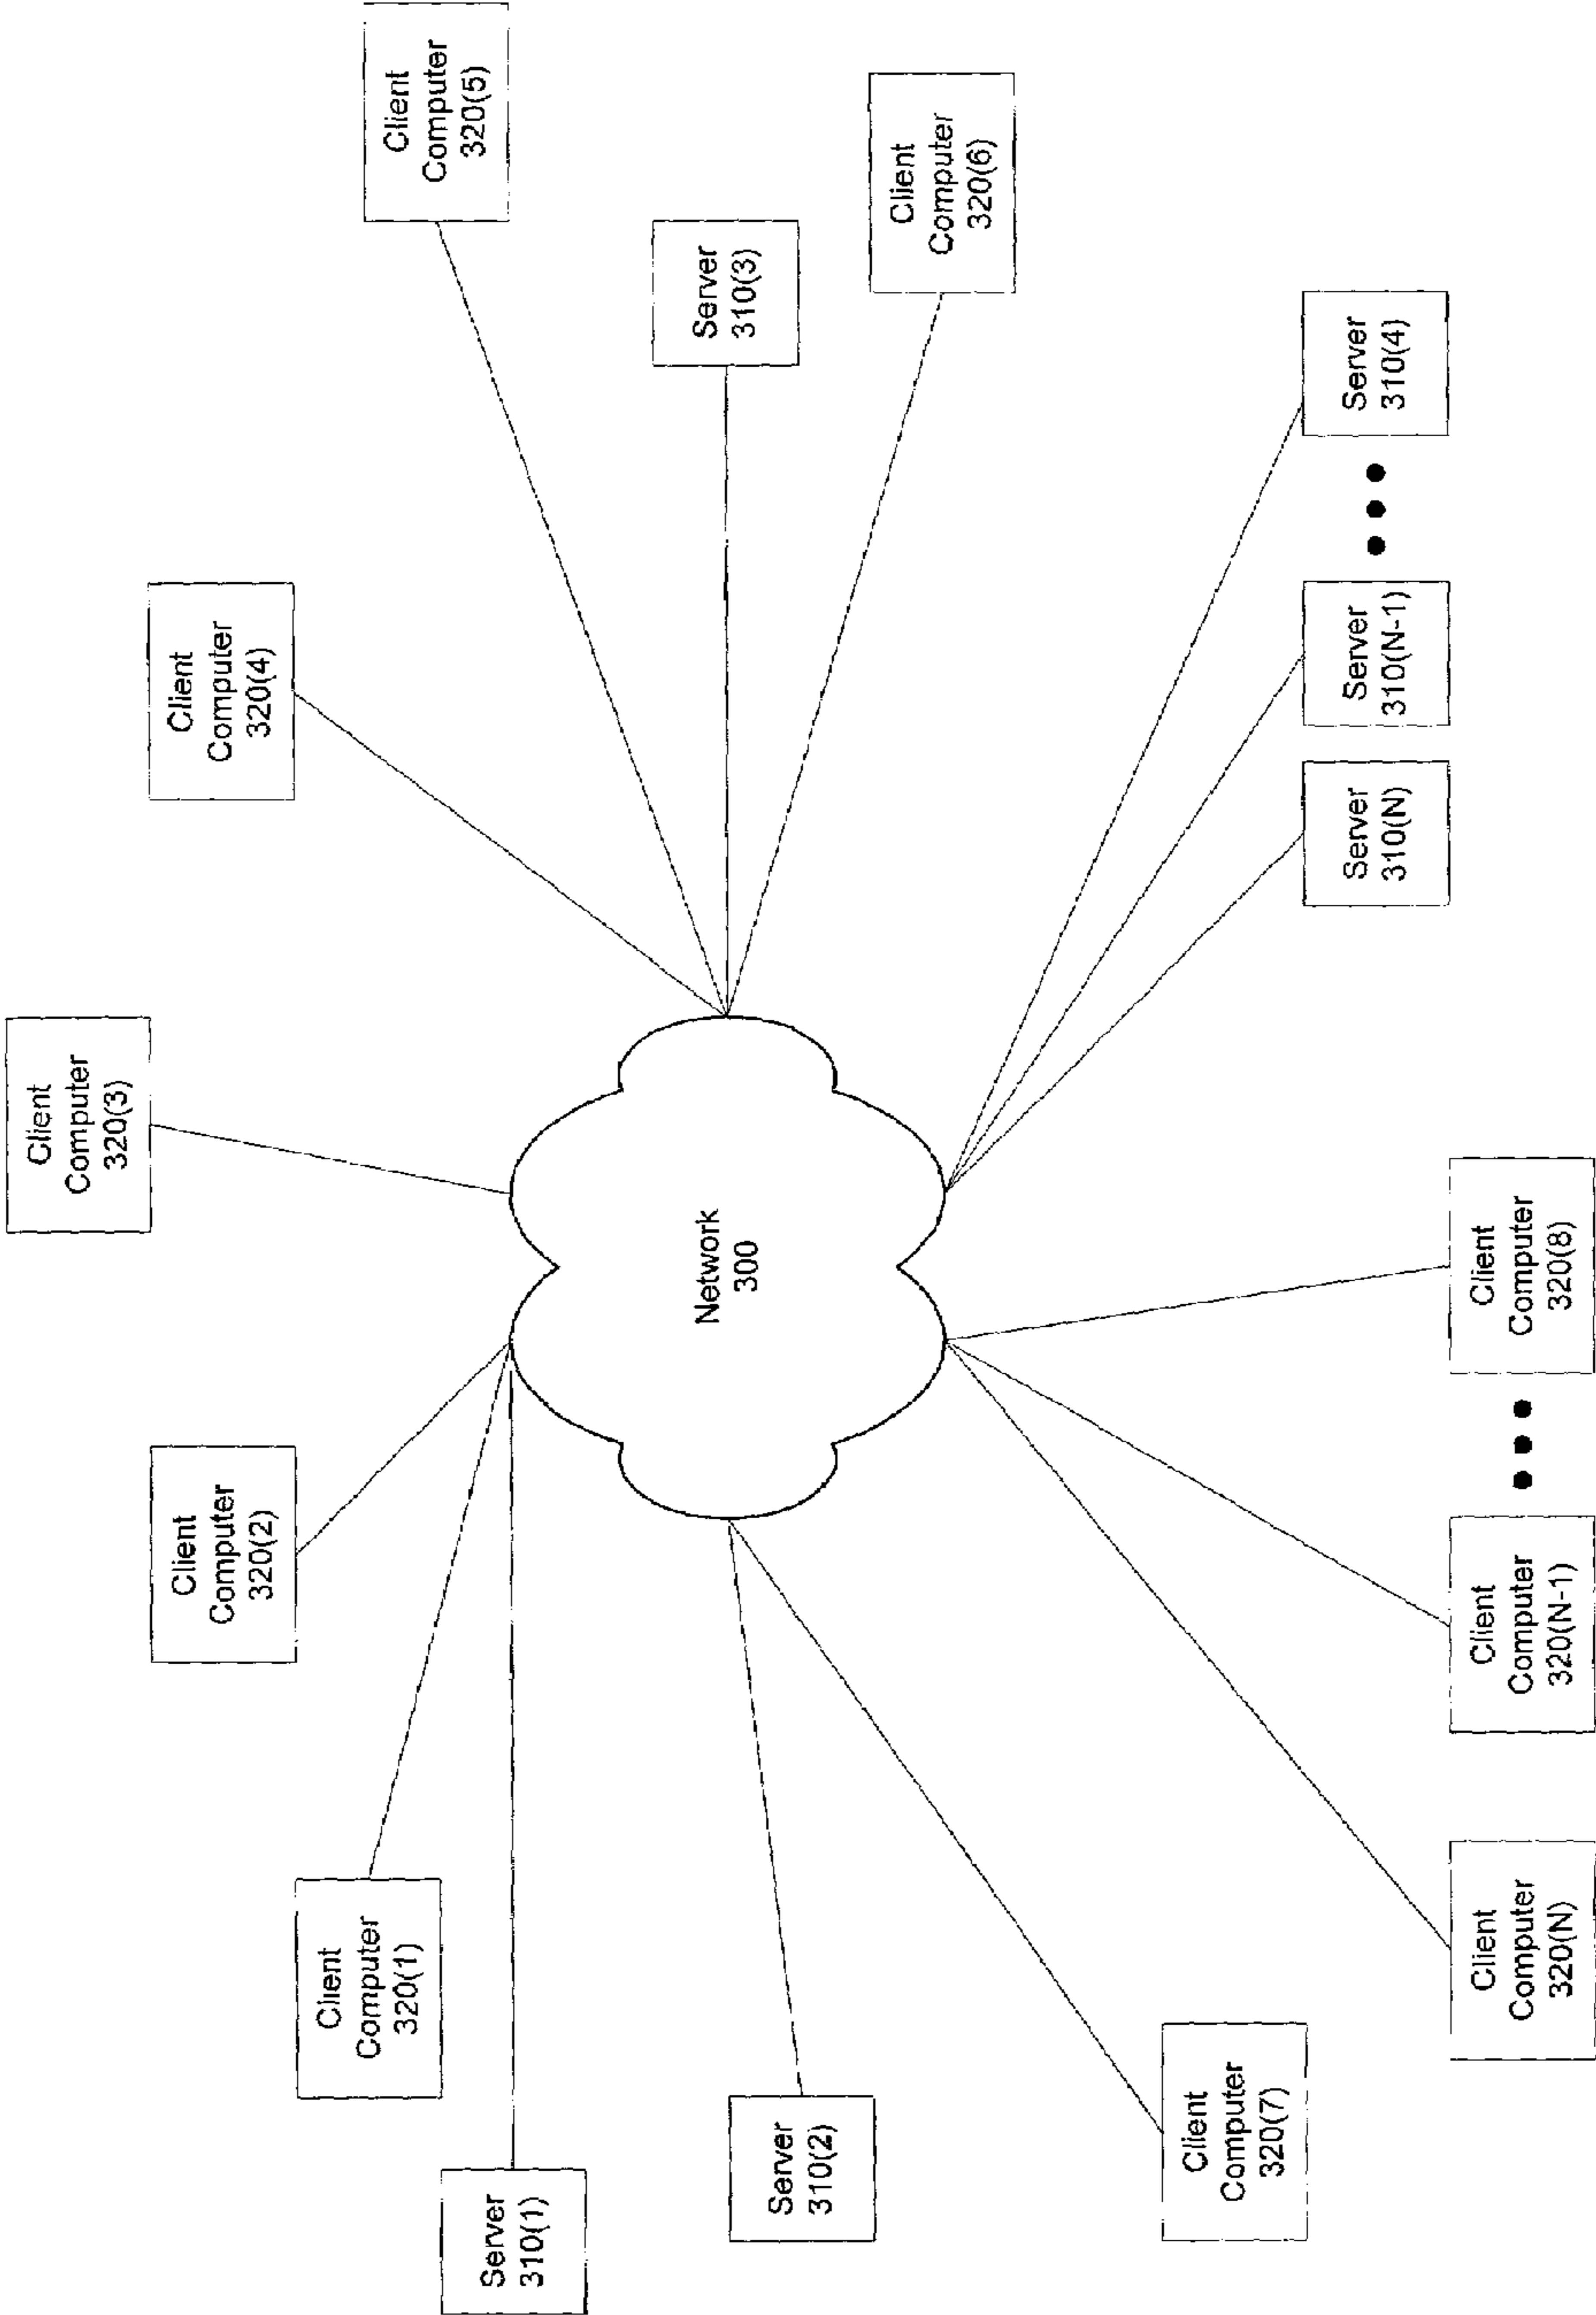 Client
Computer
320(3)
Client
Computer
320(2)
Client
Computer
320(4)
Client
Computer
320(1)
Client
Computer
320(5)
Server
310(1)
Server
310(3)
Network
300
Server
310(2)
Client
Computer
320(6)
Client
Computer
320(7)
Server
310(N)
Server
310(N-1)
Server
310(4)
Client
Computer
320(N)
Client
Computer
320(N-1)
Client
Computer
320(8)